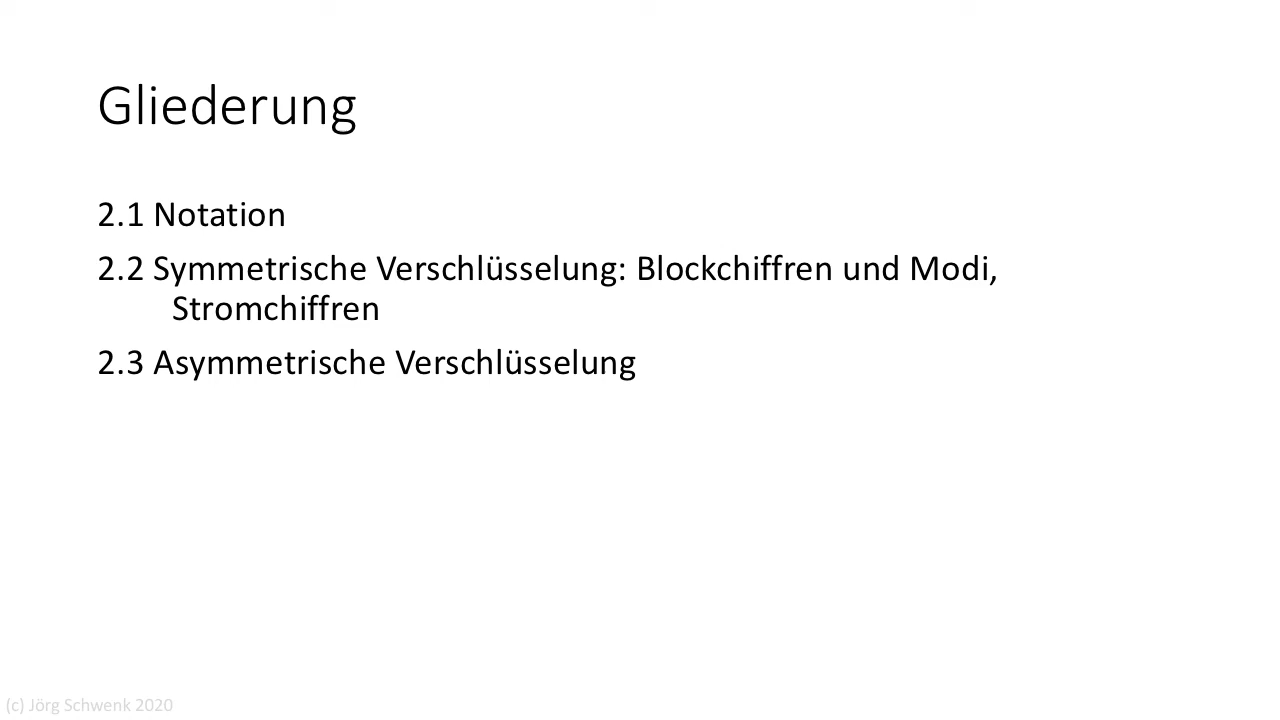 Gliederung
2.1 Notation
2.2 Symmetrische Verschlüsselung: Blockchiffren und Modi,
Stromchiffren
2.3 Asymmetrische Verschlüsselung
(c) Jörg Schwenk 2020